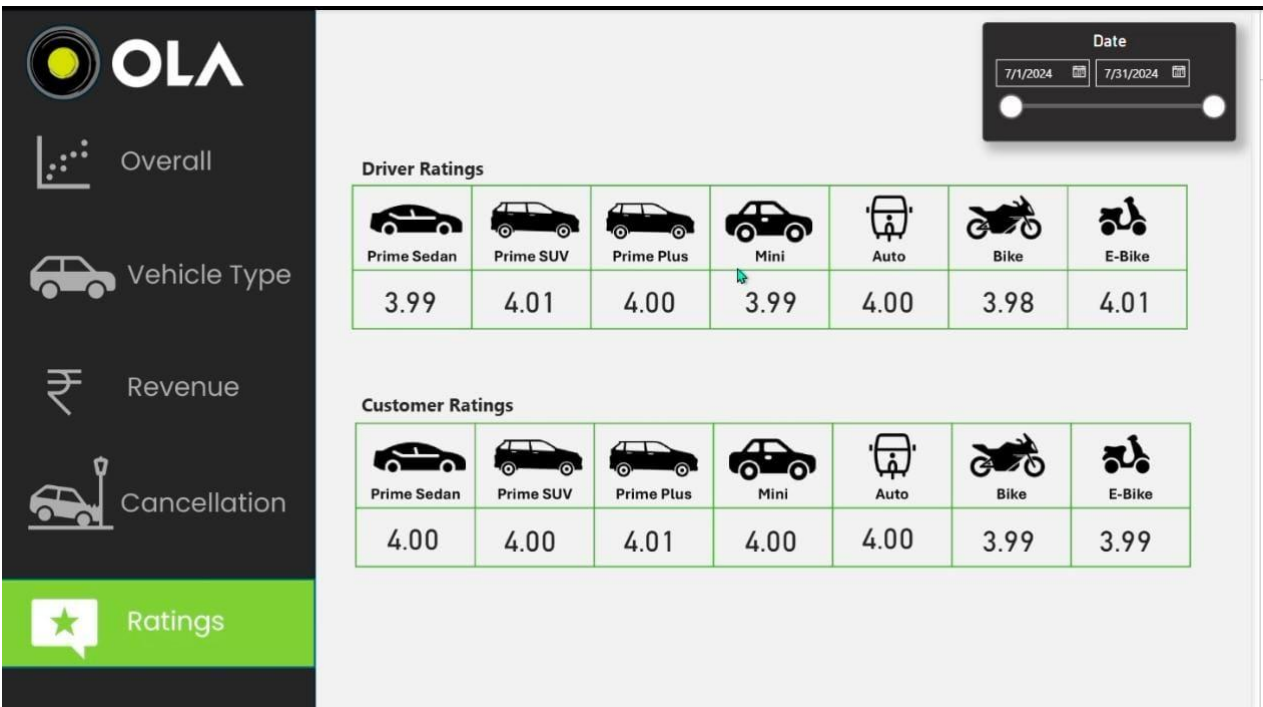 OLA
Date
7/1/2024 7/31/2024
Overall
Vehicle Type
Revenue
Cancellation
Ratings
Driver Ratings
Prime Sedan Prime SUV Prime Plus Mini Auto Bike E-Bike
3.99 4.01 4.00 3.99 4.00 3.98 4.01
Customer Ratings
Prime Sedan Prime SUV Prime Plus Mini Auto Bike E-Bike
4.00 4.00 4.01 4.00 4.00 3.99 3.99